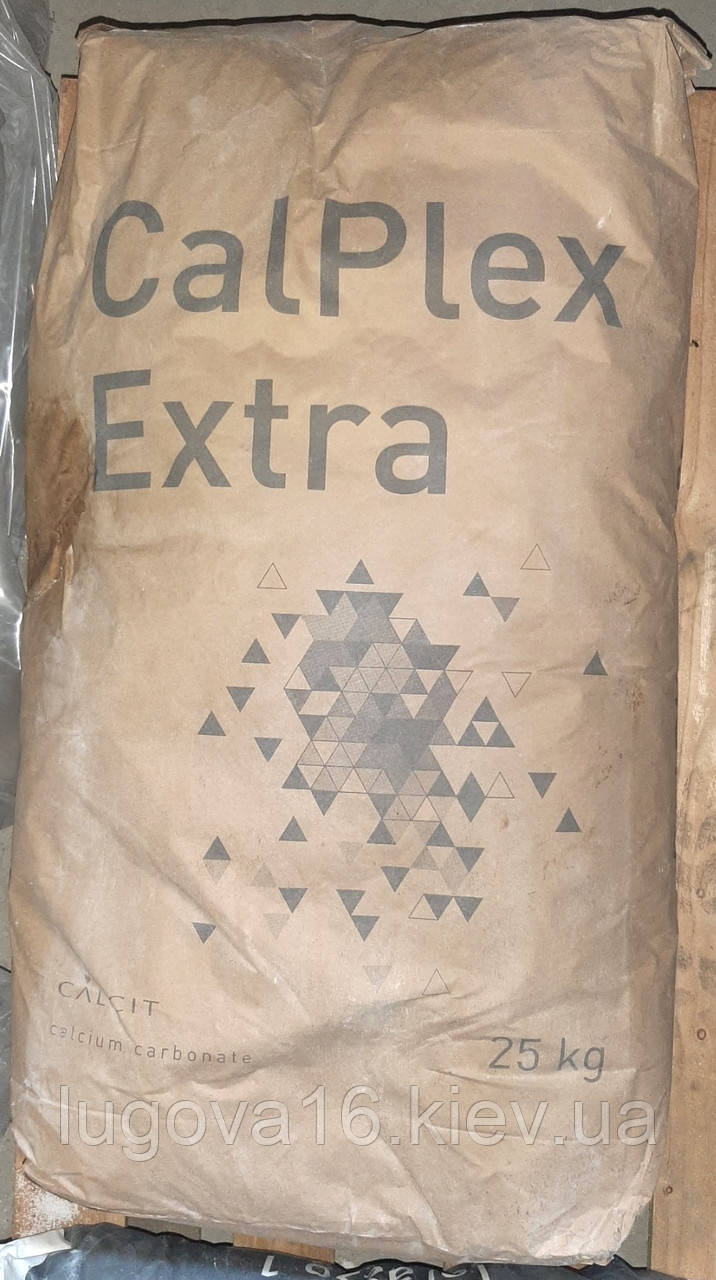 CalPlex
Extra
CALCIT
calcium carbonate
25 kg
lugova16.kiev.ua